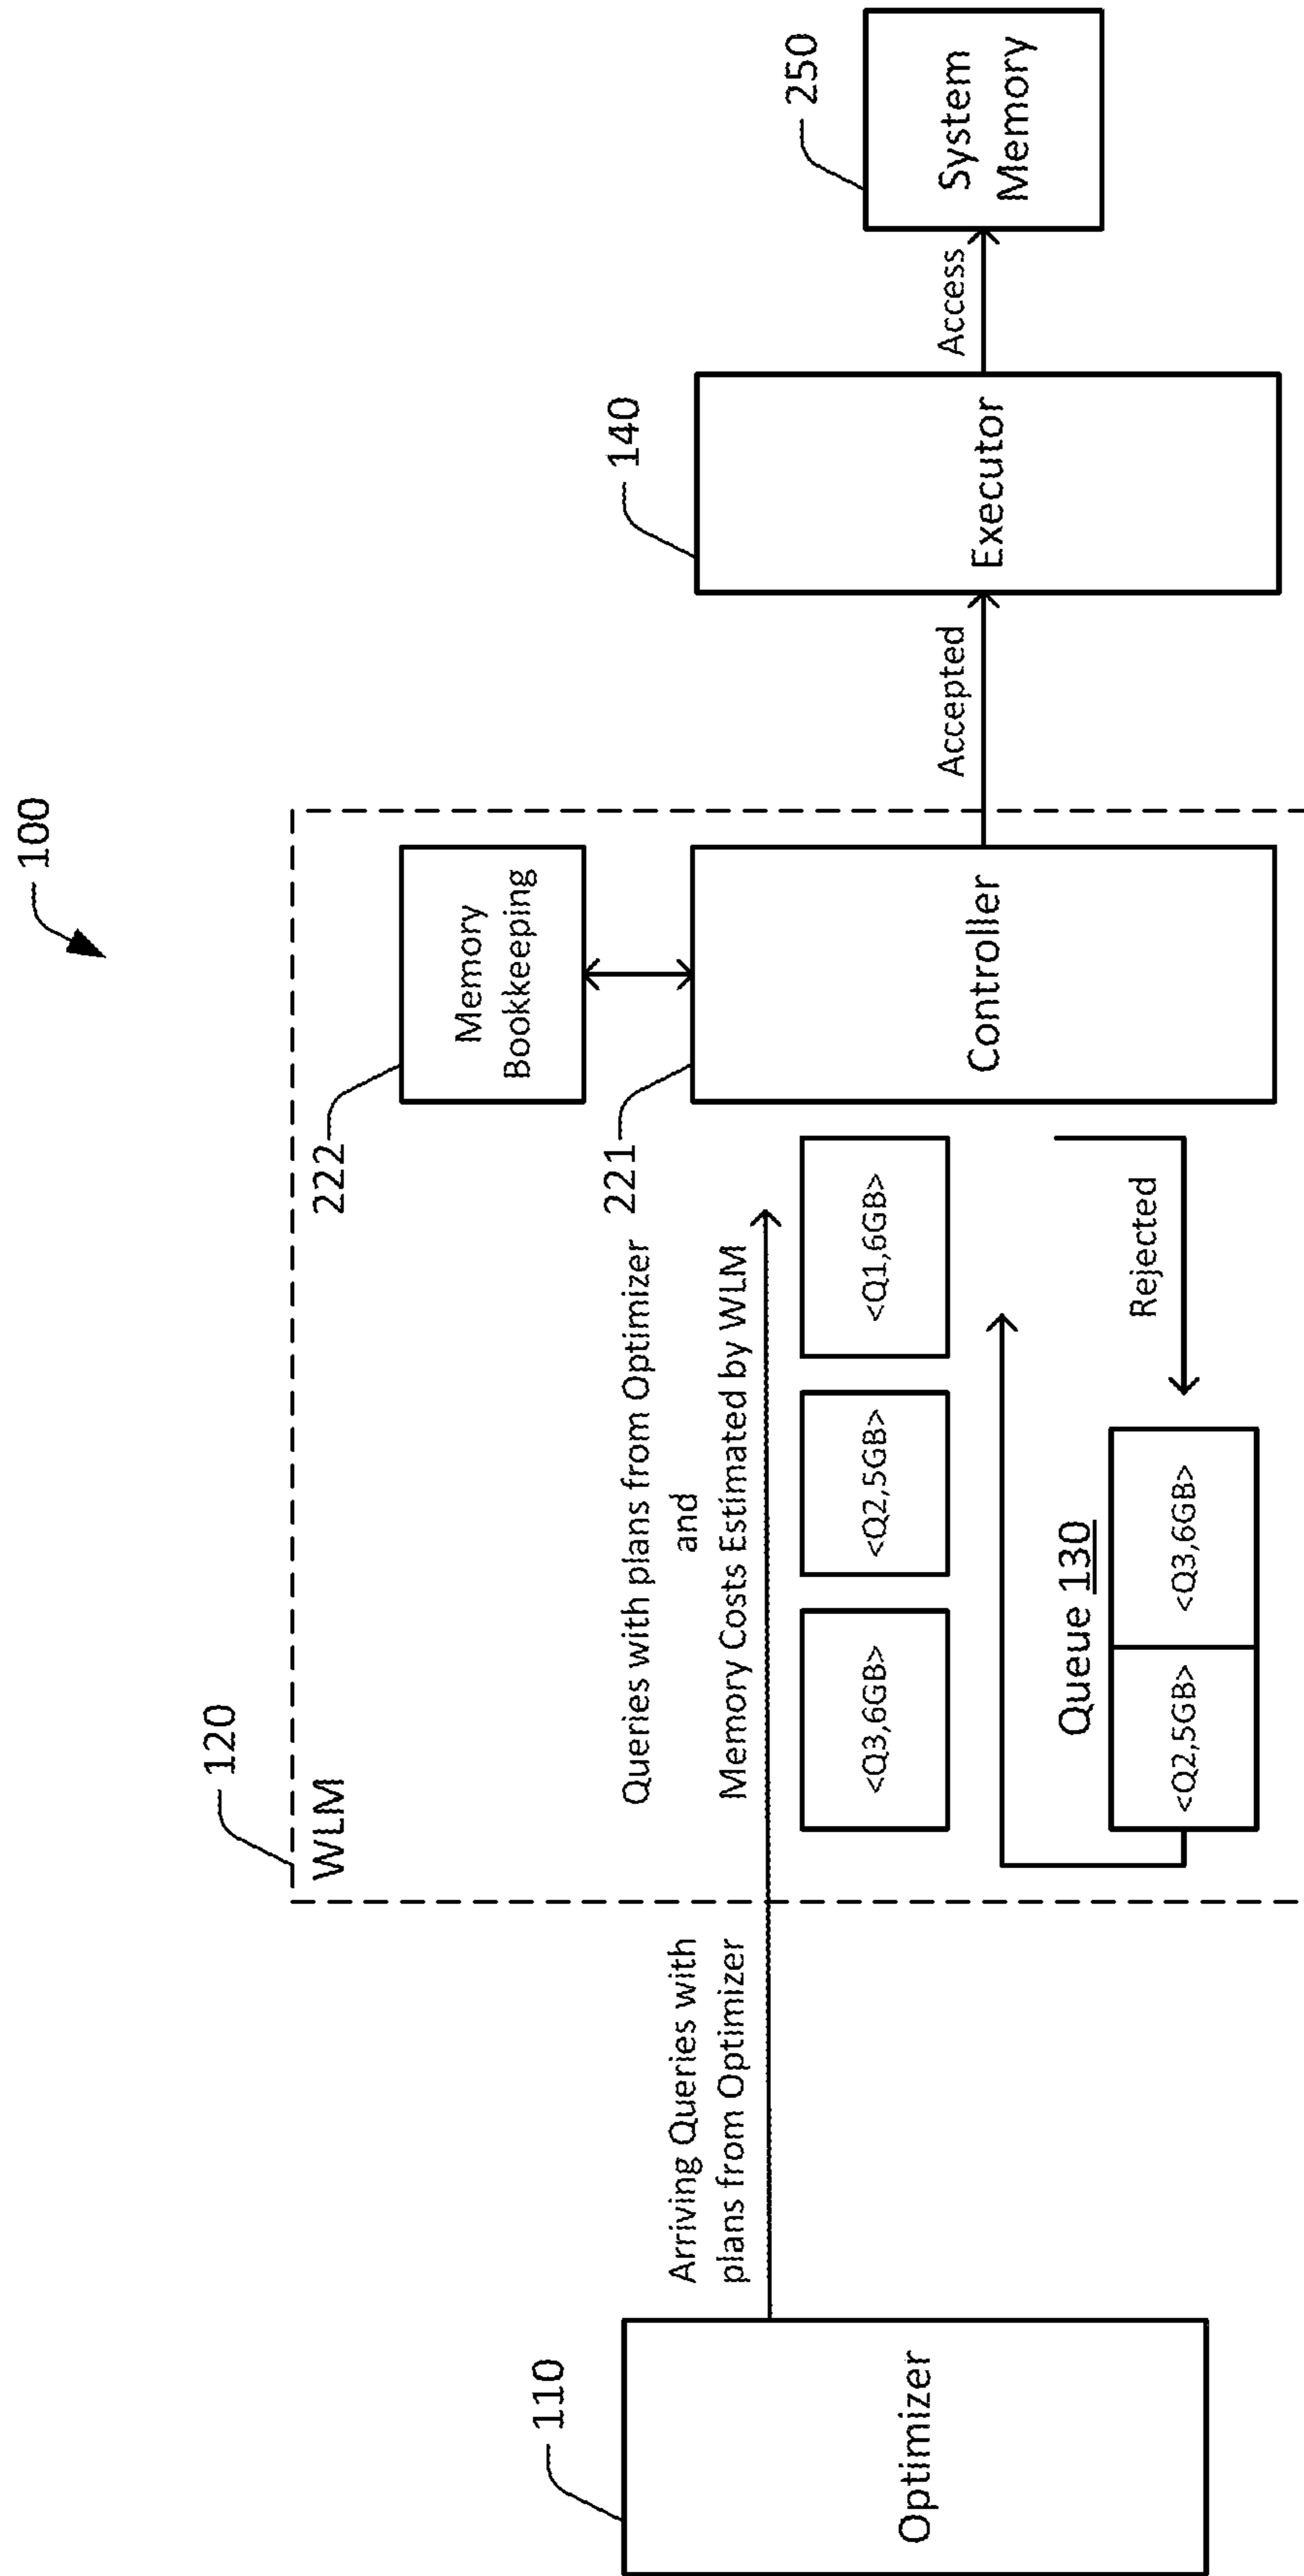 100
120
WLM
222
Memory
Bookkeeping
110
Optimizer
Arriving Queries with
plans from Optimizer
Queries with plans from Optimizer
and
Memory Costs Estimated by WLM
221
Controller
<Q3,6GB>
<Q2,5GB>
<Q1,6GB>
Queue 130
<Q2,5GB>
<Q3,6GB>
Rejected
Accepted
140
Executor
Access
250
System
Memory